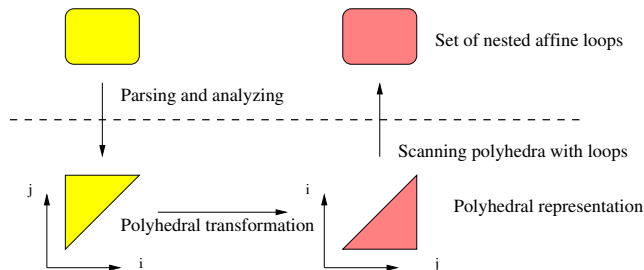 Set of nested affine loops
Parsing and analyzing
Scanning polyhedra with loops
j
i
Polyhedral transformation
Polyhedral representation
i
j